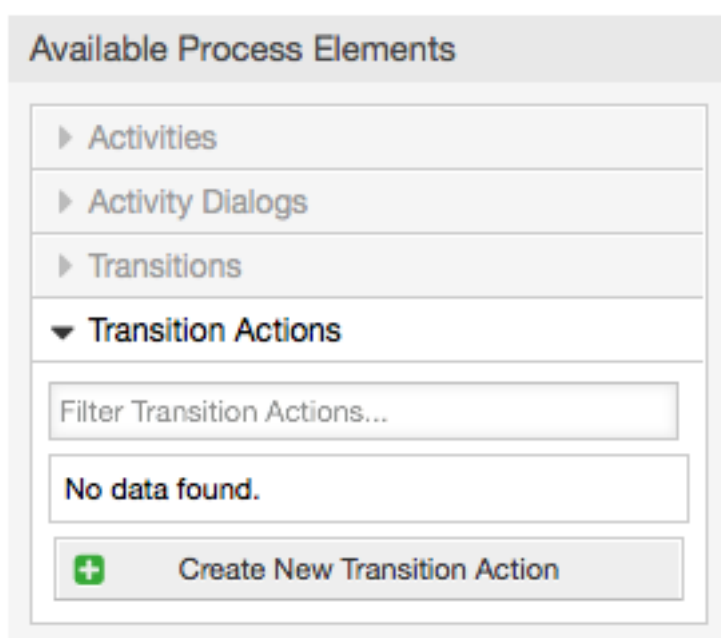 Available Process Elements
Activities
Activity Dialogs
Transitions
Transition Actions
Filter Transition Actions...
No data found.
Create New Transition Action